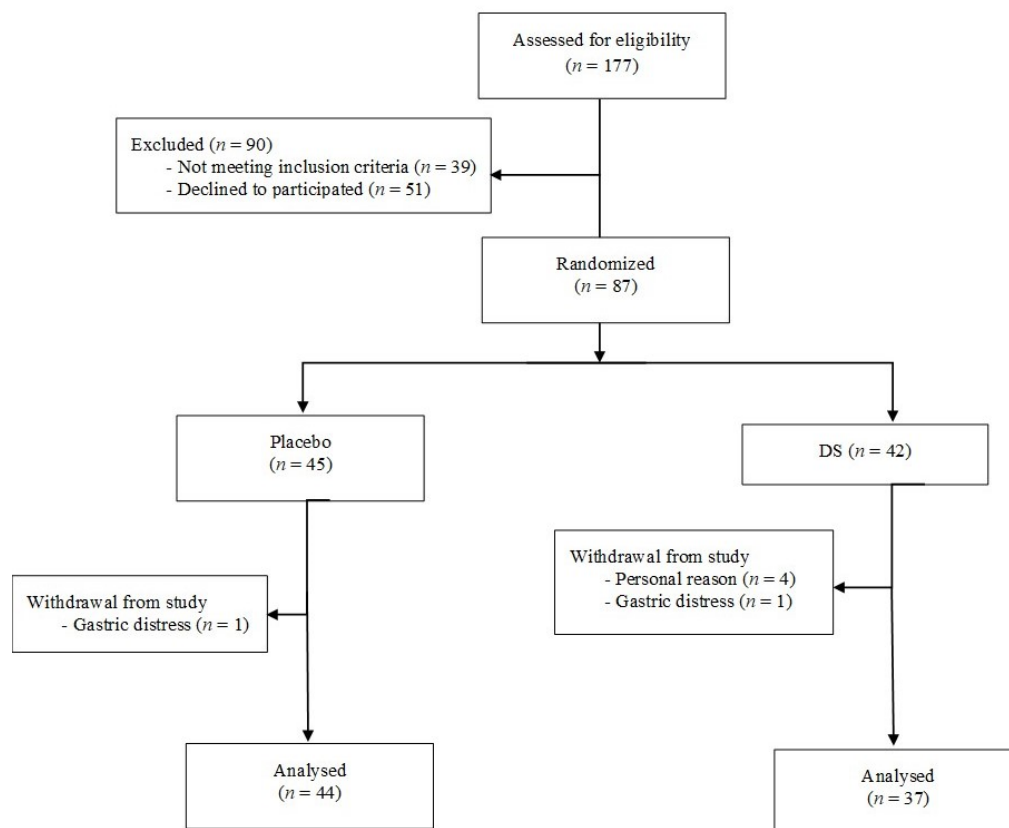 Assessed for eligibility
(n = 177)
Excluded (n = 90)
- Not meeting inclusion criteria (n = 39)
- Declined to participated (n = 51)
Randomized
(n = 87)
Placebo
(n = 45)
DS (n = 42)
Withdrawal from study
- Gastric distress (n = 1)
Withdrawal from study
- Personal reason (n = 4)
- Gastric distress (n = 1)
Analysed
(n = 44)
Analysed
(n = 37)